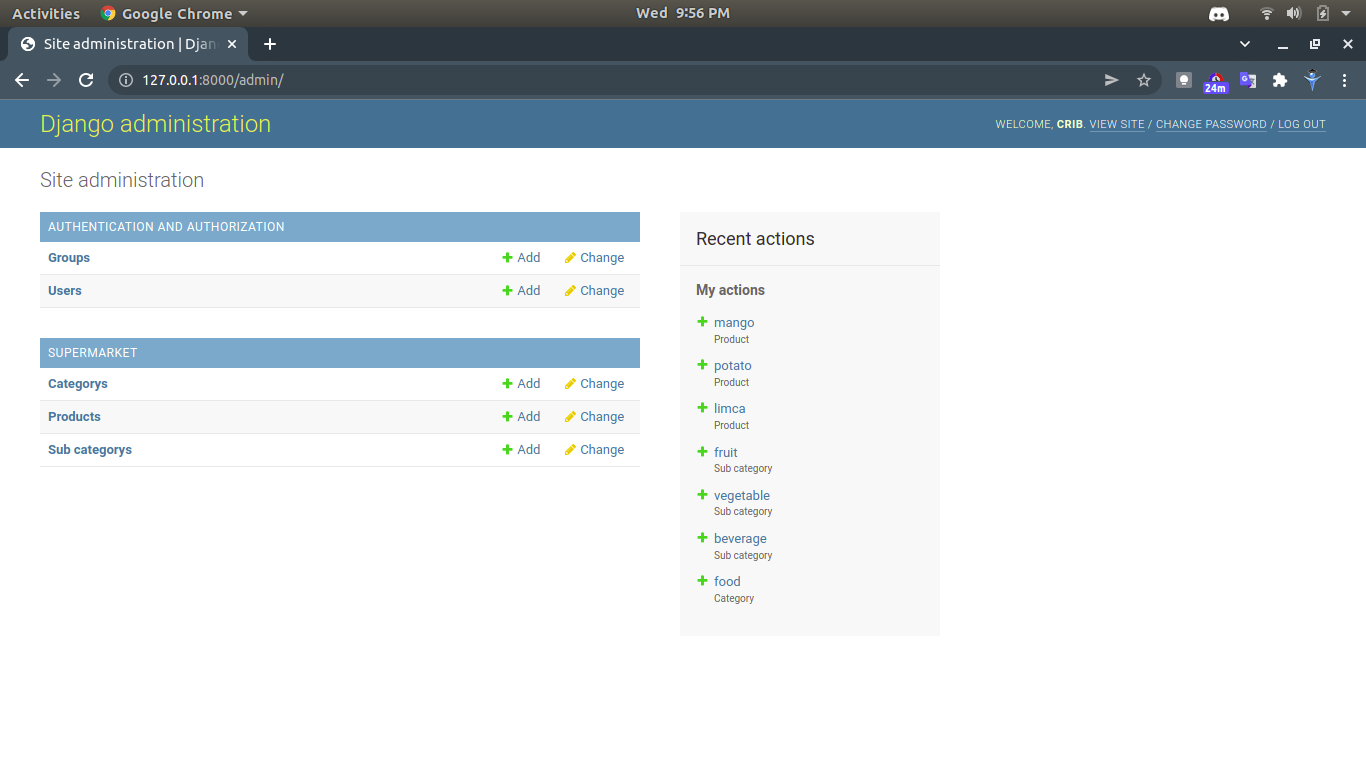 Activities Google Chrome Wed 9:56 PM
Site administration | Djan
127.0.0.1:8000/admin/ 24m
Django administration
WELCOME, CRIB. VIEW SITE / CHANGE PASSWORD / LOG OUT
Site administration
AUTHENTICATION AND AUTHORIZATION
Groups Add Change
Users Add Change
SUPERMARKET
Categorys Add Change
Products Add Change
Sub categorys Add Change
Recent actions
My actions
mango
Product
potato
Product
limca
Product
fruit
Sub category
vegetable
Sub category
beverage
Sub category
food
Category